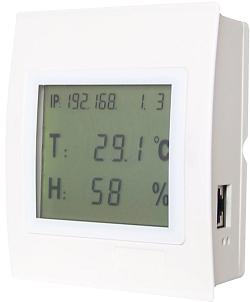 IP: 192.168. 1. 3
T: 29.1 °C
H: 58 %